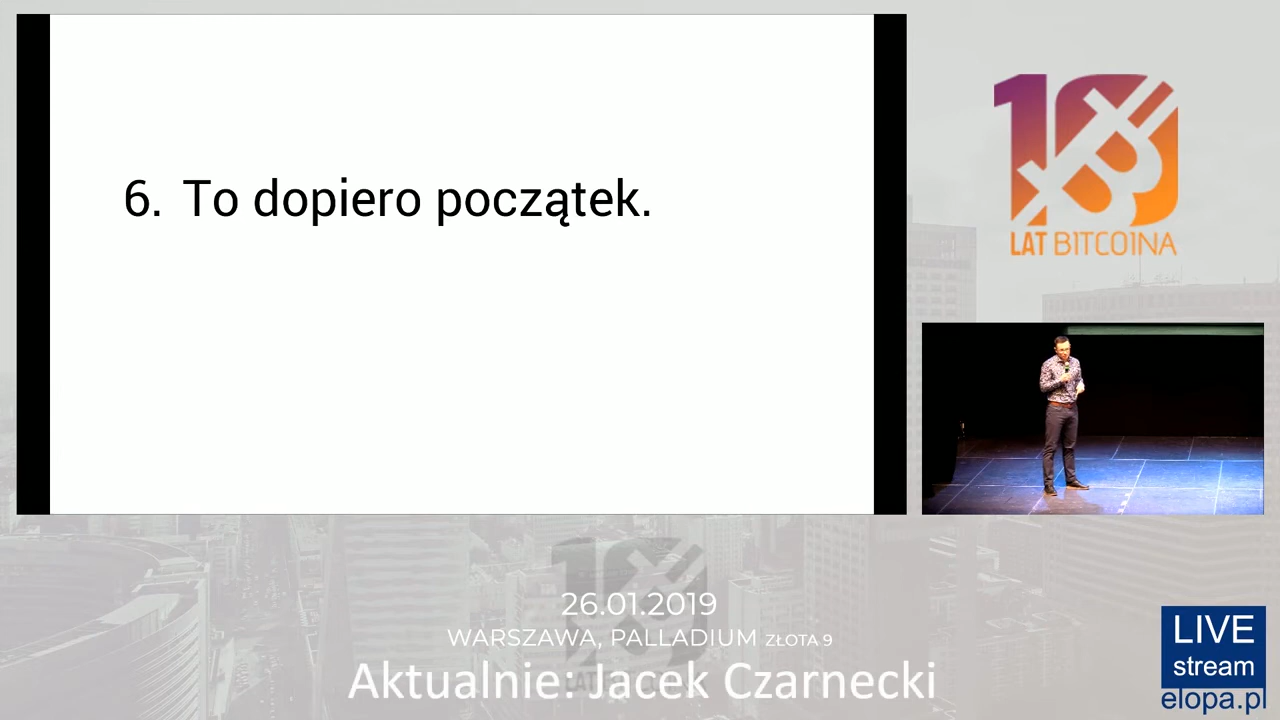 6. To dopiero początek.
10
LAT BITCOINA
26.01.2019
WARSZAWA, PALLADIUM ZŁOTA 9
Aktualnie: Jacek Czarnecki
LIVE
stream
elopa.pl